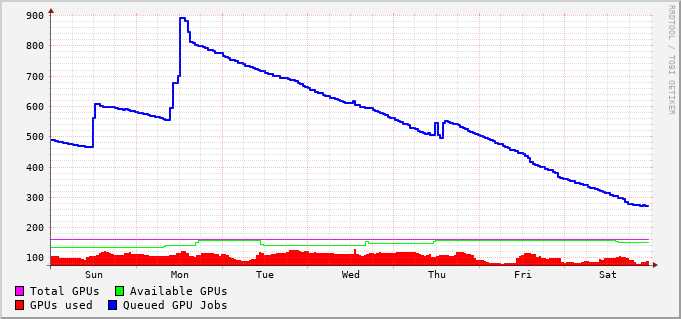 900
800
700
600
500
400
300
200
100
Sun Mon Tue Wed Thu Fri Sat
RRDTOOL / TOBI OETIKER
Total GPUs Available GPUs
GPUs used Queued GPU Jobs